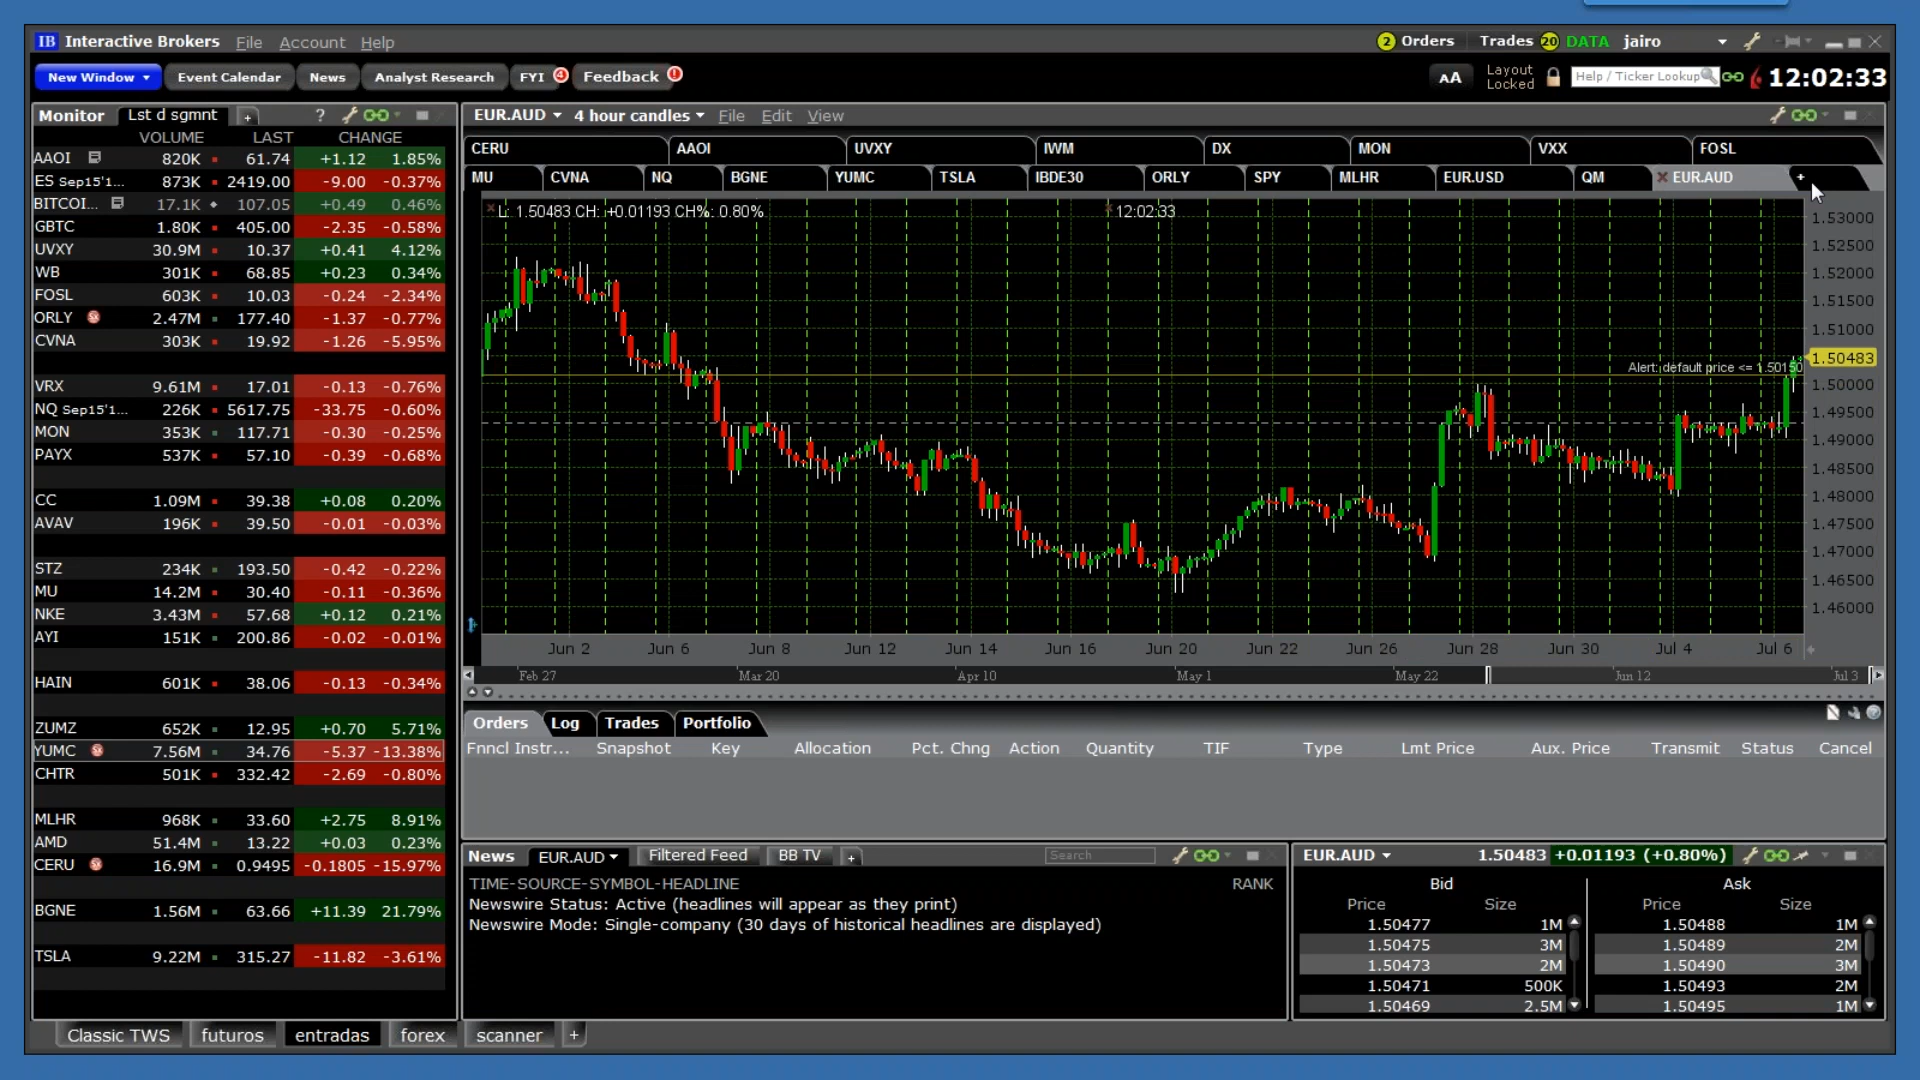 IB Interactive Brokers File Account Help
2 Orders Trades 20 DATA jairo
New Window Event Calendar News Analyst Research FYI 4 Feedback !
AA Layout Locked Help / Ticker Lookup 12:02:33
Monitor Lst d sgmnt + ?
VOLUME LAST CHANGE
AAOI 820K 61.74 +1.12 1.85%
ES Sep15'1... 873K 2419.00 -9.00 -0.37%
BITCOI... 17.1K 107.05 +0.49 0.46%
GBTC 1.80K 405.00 -2.35 -0.58%
UVXY 30.9M 10.37 +0.41 4.12%
WB 301K 68.85 +0.23 0.34%
FOSL 603K 10.03 -0.24 -2.34%
ORLY 2.47M 177.40 -1.37 -0.77%
CVNA 303K 19.92 -1.26 -5.95%
VRX 9.61M 17.01 -0.13 -0.76%
NQ Sep15'1... 226K 5617.75 -33.75 -0.60%
MON 353K 117.71 -0.30 -0.25%
PAYX 537K 57.10 -0.39 -0.68%
CC 1.09M 39.38 +0.08 0.20%
AVAV 196K 39.50 -0.01 -0.03%
STZ 234K 193.50 -0.42 -0.22%
MU 14.2M 30.40 -0.11 -0.36%
NKE 3.43M 57.68 +0.12 0.21%
AYI 151K 200.86 -0.02 -0.01%
HAIN 601K 38.06 -0.13 -0.34%
ZUMZ 652K 12.95 +0.70 5.71%
YUMC 7.56M 34.76 -5.37 -13.38%
CHTR 501K 332.42 -2.69 -0.80%
MLHR 968K 33.60 +2.75 8.91%
AMD 51.4M 13.22 +0.03 0.23%
CERU 16.9M 0.9495 -0.1805 -15.97%
BGNE 1.56M 63.66 +11.39 21.79%
TSLA 9.22M 315.27 -11.82 -3.61%
EUR.AUD 4 hour candles File Edit View
CERU AAOI UVXY IWM DX MON VXX FOSL
MU CVNA NQ BGNE YUMC TSLA IBDE30 ORLY SPY MLHR EUR.USD QM EUR.AUD +
L: 1.50483 CH: +0.01193 CH%: 0.80% 12:02:33
1.53000
1.52500
1.52000
1.51500
1.51000
1.50483
Alert: default price <= 1.50150
1.50000
1.49500
1.49000
1.48500
1.48000
1.47500
1.47000
1.46500
1.46000
Jun 2 Jun 6 Jun 8 Jun 12 Jun 14 Jun 16 Jun 20 Jun 22 Jun 26 Jun 28 Jun 30 Jul 4 Jul 6
Feb 27 Mar 20 Apr 10 May 1 May 22 Jun 12 Jul 3
Orders Log Trades Portfolio
Fnncl Instr... Snapshot Key Allocation Pct. Chng Action Quantity TIF Type Lmt Price Aux. Price Transmit Status Cancel
News EUR.AUD Filtered Feed BB TV + Search
TIME-SOURCE-SYMBOL-HEADLINE RANK
Newswire Status: Active (headlines will appear as they print)
Newswire Mode: Single-company (30 days of historical headlines are displayed)
EUR.AUD 1.50483 +0.01193 (+0.80%)
Bid Ask
Price Size Price Size
1.50477 1M 1.50488 1M
1.50475 3M 1.50489 2M
1.50473 2M 1.50490 3M
1.50471 500K 1.50493 2M
1.50469 2.5M 1.50495 1M
Classic TWS futuros entradas forex scanner +